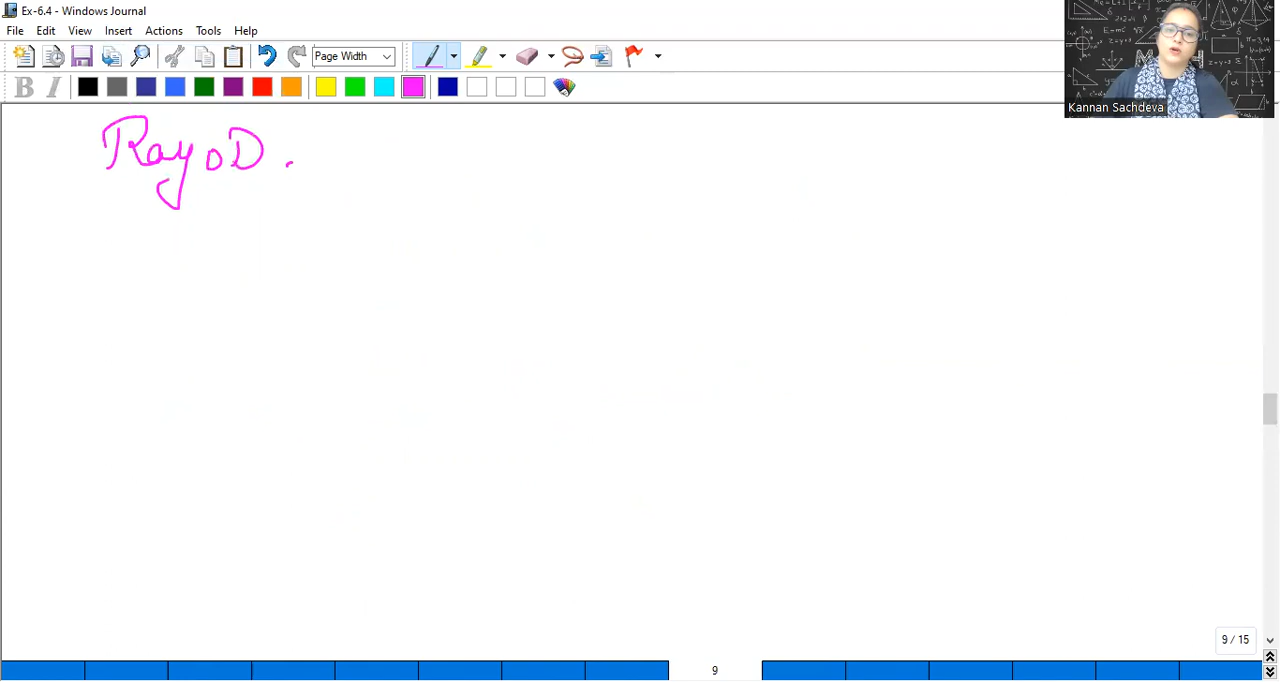 Ex-6.4 - Windows Journal
File Edit View Insert Actions Tools Help
Page Width
B I
Kannan Sachdeva
Ray OD.
9 / 15
9